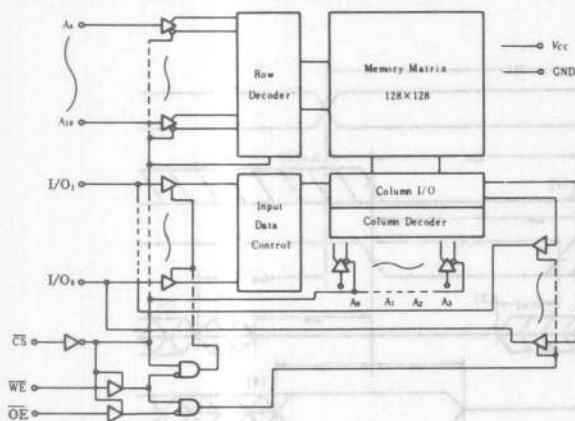 A₄
Row
Decoder
Memory Matrix
128×128
Vcc
GND
A₁₀
I/O₁
Input
Data
Control
Column I/O
Column Decoder
I/O₈
A₀ A₁ A₂ A₃
CS
WE
OE